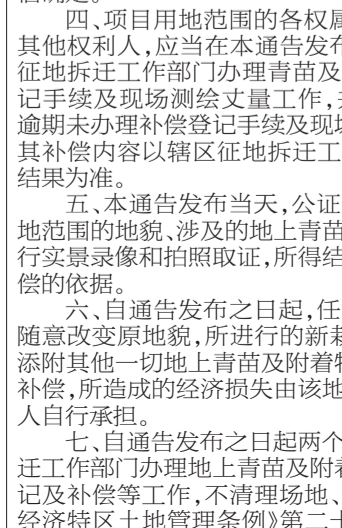 四、项目用地范围的各权属
其他权利人,应当在本通告发布
征地拆迁工作部门办理青苗及
记手续及现场测绘丈量工作,
逾期未办理补偿登记手续及现场
其补偿内容以辖区征地拆迁工
结果为准。
五、本通告发布当天,公证
地范围的地貌、涉及的地上青苗
行实景录像和拍照取证,所得结
偿的依据。
六、自通告发布之日起,任
随意改变原地貌,所进行的新栽
添附其他一切地上青苗及附着物
补偿,所造成的经济损失由该地
人自行承担。
七、自通告发布之日起两个
迁工作部门办理地上青苗及附着
记及补偿等工作,不清理场地、
经济特区土地管理条例》第二十